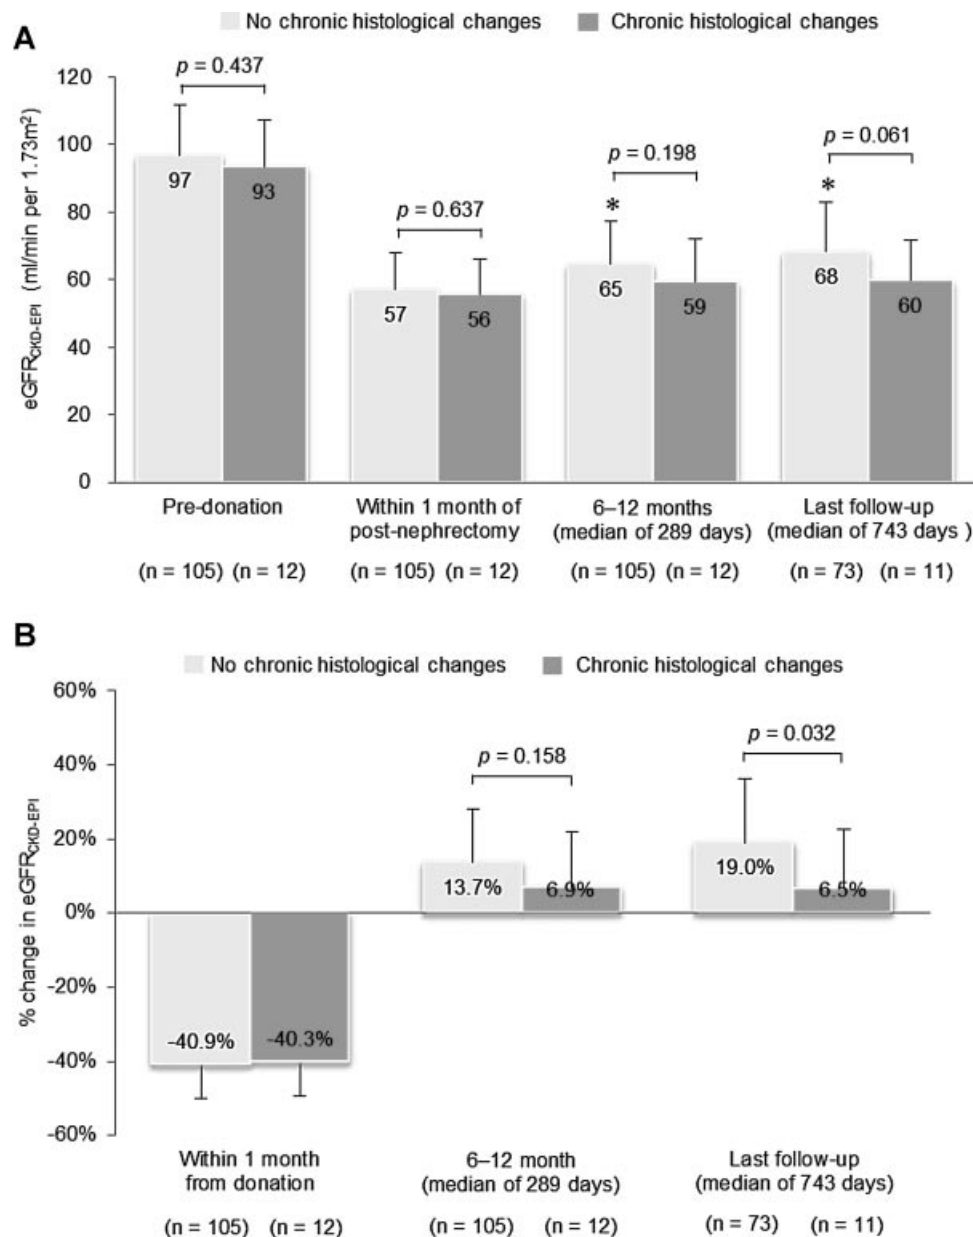 No chronic histological changes Chronic histological changes
A
p = 0.437
p = 0.637
p = 0.198
p = 0.061
* *
eGFRCKD-EPI (ml/min per 1.73m²)
120
100
80
60
40
20
0
97 93 57 56 65 59 68 60
Pre-donation
Within 1 month of
post-nephrectomy
6–12 months
(median of 289 days)
Last follow-up
(median of 743 days )
(n = 105) (n = 12) (n = 105) (n = 12) (n = 105) (n = 12) (n = 73) (n = 11)
B
No chronic histological changes Chronic histological changes
p = 0.158
p = 0.032
% change in eGFRCKD-EPI
60%
40%
20%
0%
-20%
-40%
-60%
-40.9% -40.3% 13.7% 6.9% 19.0% 6.5%
Within 1 month
from donation
6–12 month
(median of 289 days)
Last follow-up
(median of 743 days)
(n = 105) (n = 12) (n = 105) (n = 12) (n = 73) (n = 11)